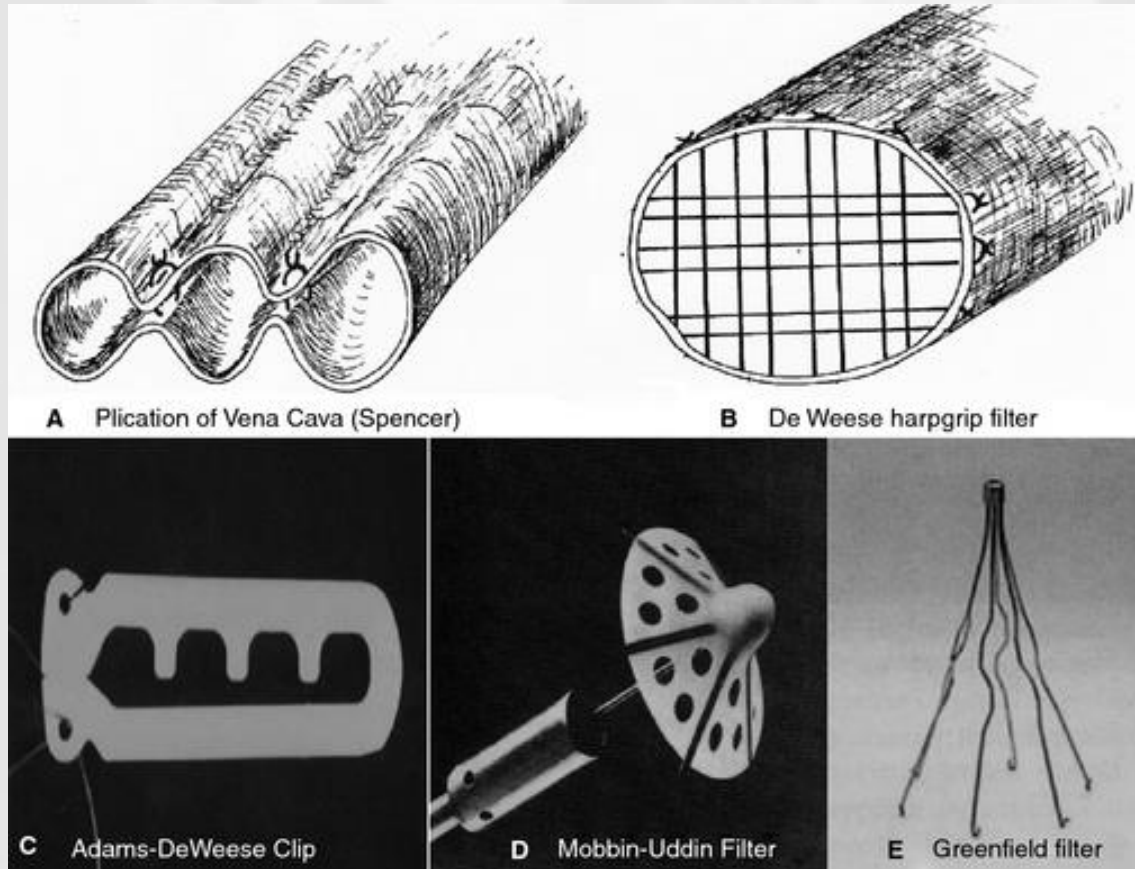 A Plication of Vena Cava (Spencer)
B De Weese harpgrip filter
C Adams-DeWeese Clip
D Mobbin-Uddin Filter
E Greenfield filter